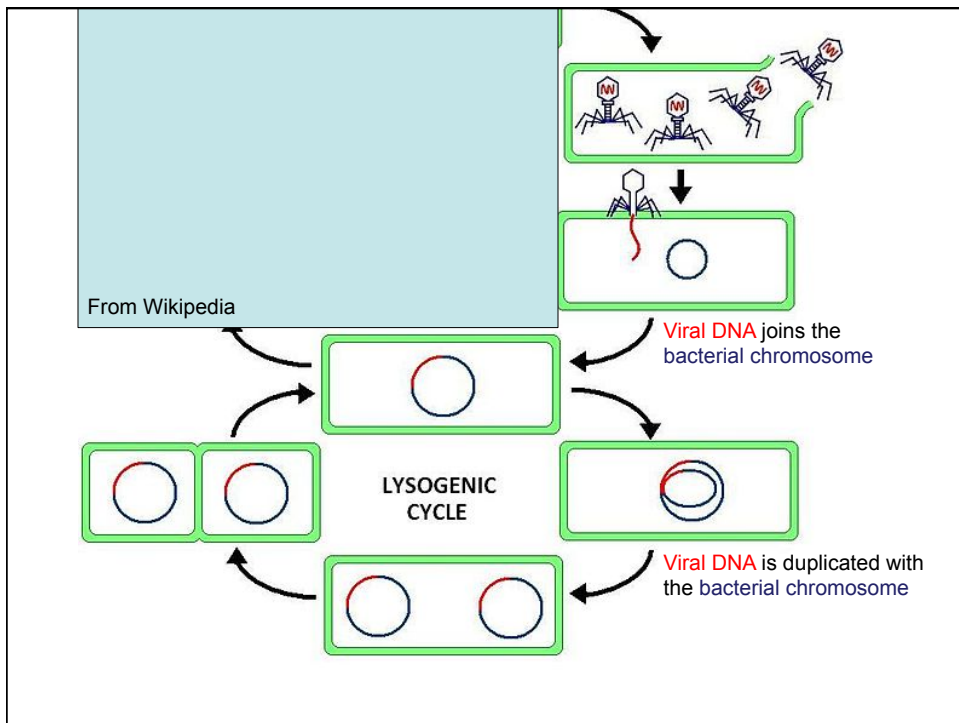 From Wikipedia
Viral DNA joins the
bacterial chromosome
LYSOGENIC
CYCLE
Viral DNA is duplicated with
the bacterial chromosome